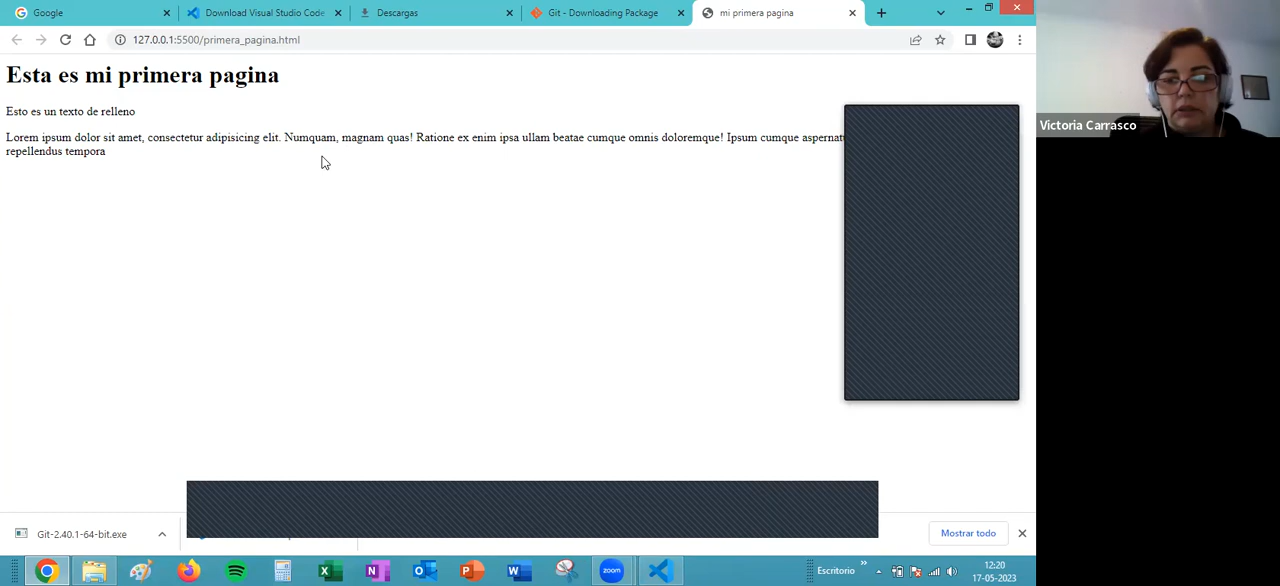 Google
Download Visual Studio Code
Descargas
Git - Downloading Package
mi primera pagina
127.0.0.1:5500/primera_pagina.html
Esta es mi primera pagina
Esto es un texto de relleno
Lorem ipsum dolor sit amet, consectetur adipisicing elit. Numquam, magnam quas! Ratione ex enim ipsa ullam beatae cumque omnis doloremque! Ipsum cumque
repellendus tempora
Victoria Carrasco
Git-2.40.1-64-bit.exe
Mostrar todo
zoom
Escritorio
12:20
17-05-2023